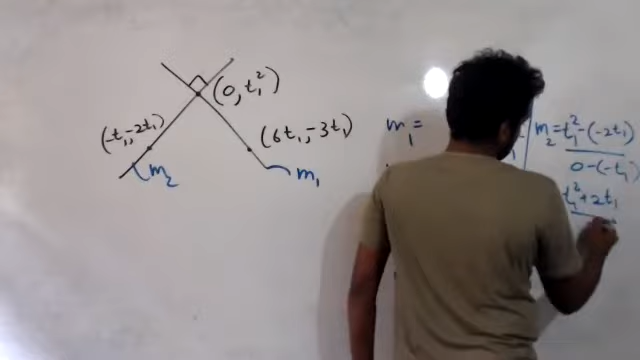 (0, t₁²)
(-t₁, -2t₁)
(6t₁, -3t₁)
m₂
m₁
m₁ =
m₂ = t₁² - (-2t₁)
0 - (-t₁)
t₁² + 2t₁